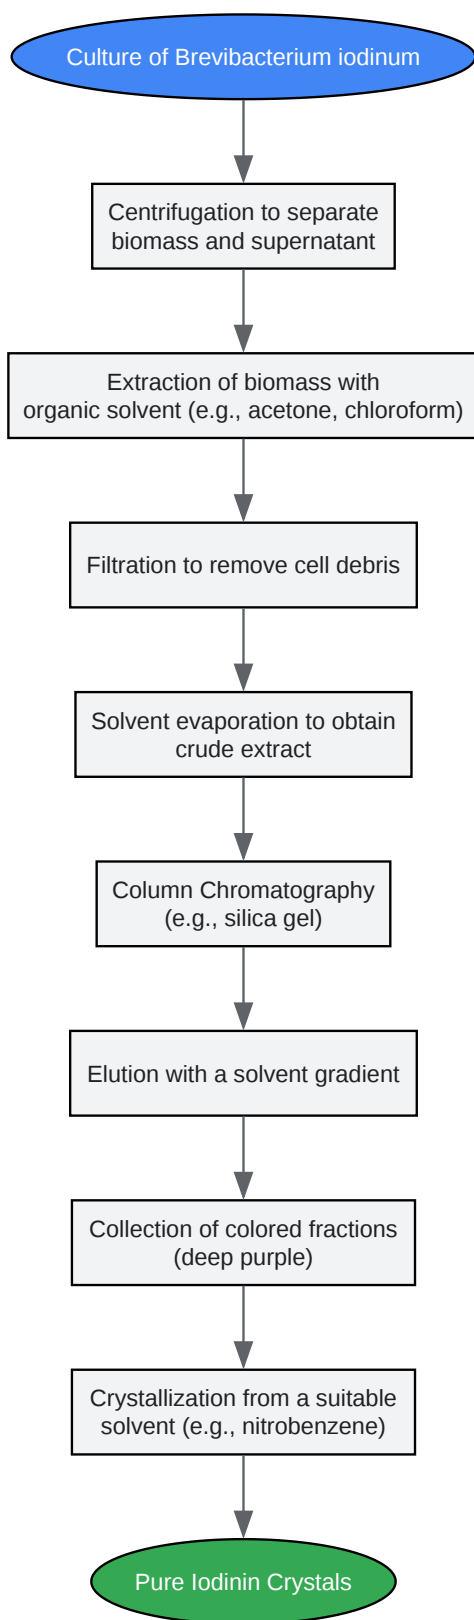 Culture of Brevibacterium iodinum
Centrifugation to separate
biomass and supernatant
Extraction of biomass with
organic solvent (e.g., acetone, chloroform)
Filtration to remove cell debris
Solvent evaporation to obtain
crude extract
Column Chromatography
(e.g., silica gel)
Elution with a solvent gradient
Collection of colored fractions
(deep purple)
Crystallization from a suitable
solvent (e.g., nitrobenzene)
Pure Iodinin Crystals